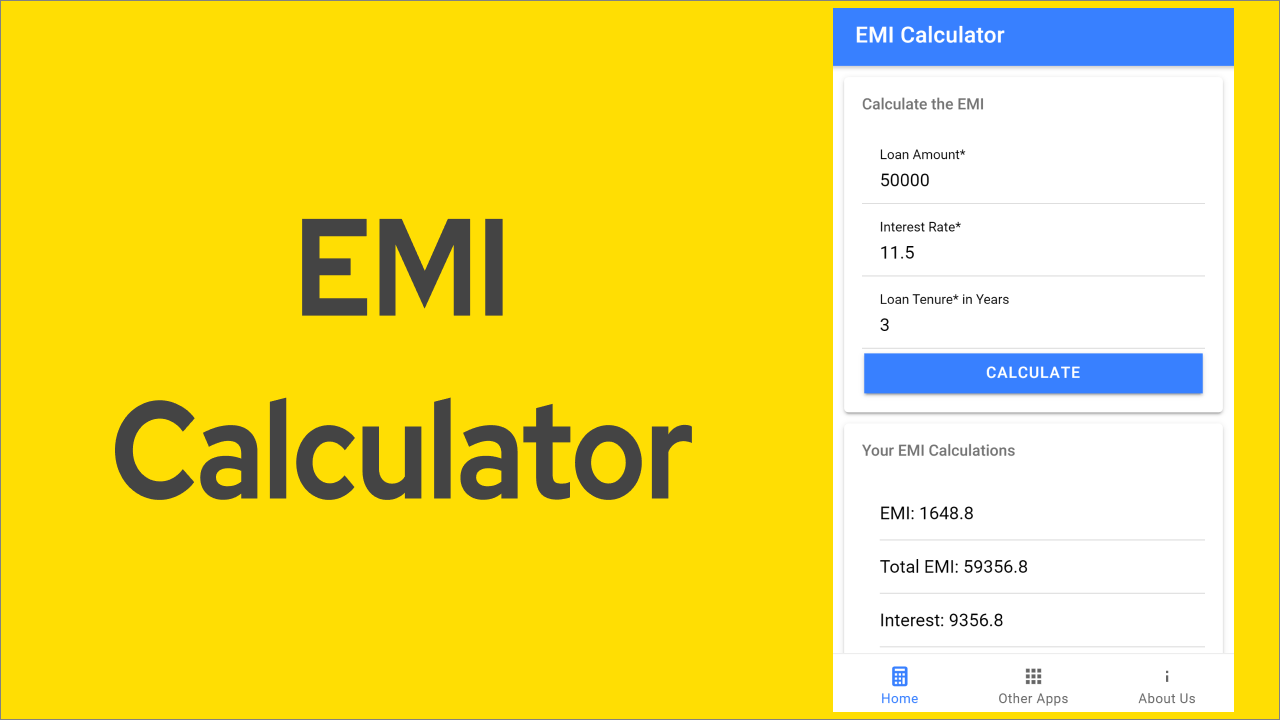 EMI
Calculator
EMI Calculator
Calculate the EMI
Loan Amount*
50000
Interest Rate*
11.5
Loan Tenure* in Years
3
CALCULATE
Your EMI Calculations
EMI: 1648.8
Total EMI: 59356.8
Interest: 9356.8
Home Other Apps About Us